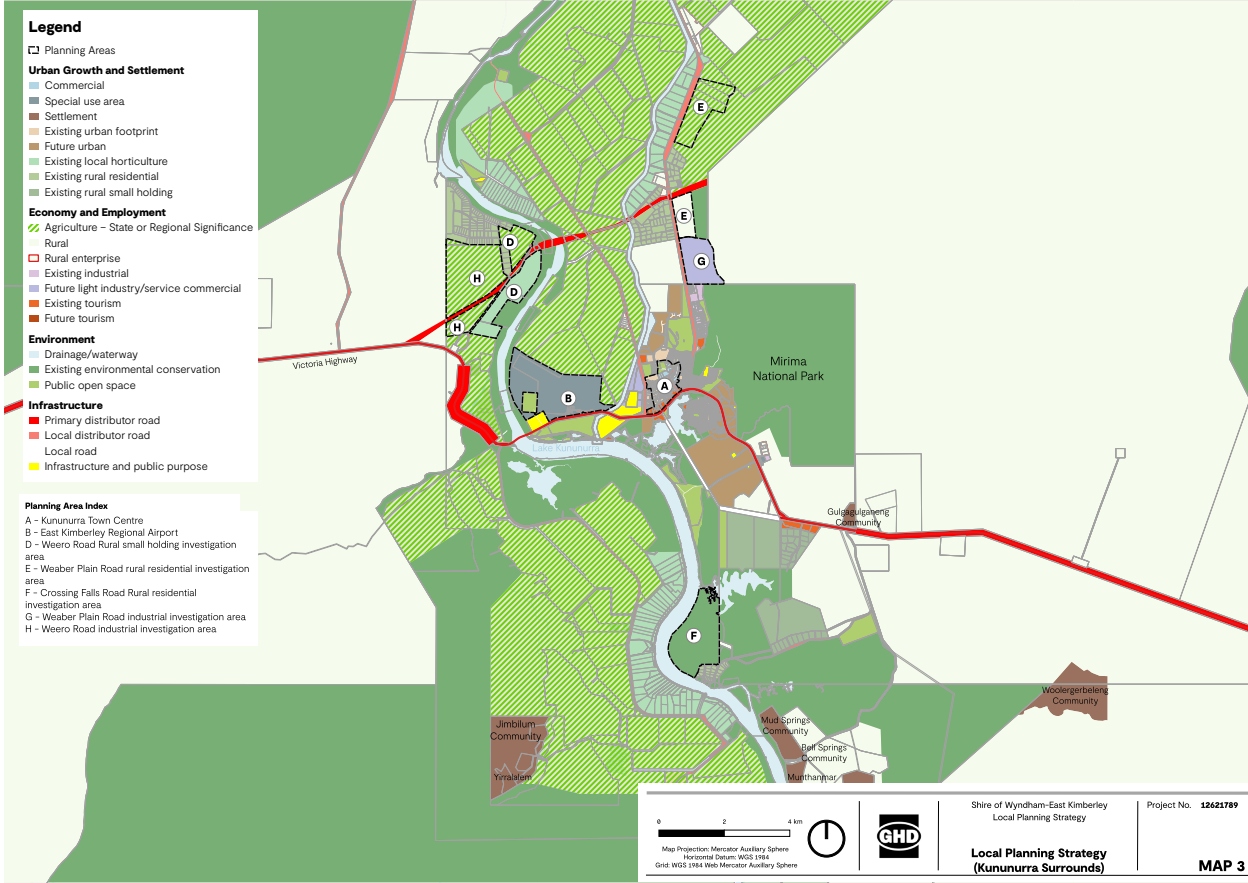 Legend
Planning Areas
Urban Growth and Settlement
Commercial
Special use area
Settlement
Existing urban footprint
Future urban
Existing local horticulture
Existing rural residential
Existing rural small holding
Economy and Employment
Agriculture – State or Regional Significance
Rural
Rural enterprise
Existing industrial
Future light industry/service commercial
Existing tourism
Future tourism
Environment
Drainage/waterway
Existing environmental conservation
Public open space
Infrastructure
Primary distributor road
Local distributor road
Local road
Infrastructure and public purpose
Planning Area Index
A – Kununurra Town Centre
B – East Kimberley Regional Airport
D – Weero Road Rural small holding investigation
area
E – Weaber Plain Road rural residential investigation
area
F – Crossing Falls Road Rural residential
investigation area
G – Weaber Plain Road industrial investigation area
H – Weero Road industrial investigation area
E
E
D
G
H
D
H
Victoria Highway
Mirima
National Park
A
B
Lake Kununurra
Gulgagulganeng
Community
F
Woolergerbeleng
Community
Jimbilum
Community
Mud Springs
Community
Bell Springs
Community
Yirralalem
Munthanmar
0 2 4 km
Map Projection: Mercator Auxiliary Sphere
Horizontal Datum: WGS 1984
Grid: WGS 1984 Web Mercator Auxiliary Sphere
GHD
Shire of Wyndham-East Kimberley
Local Planning Strategy
Local Planning Strategy
(Kununurra Surrounds)
Project No. 12621789
MAP 3